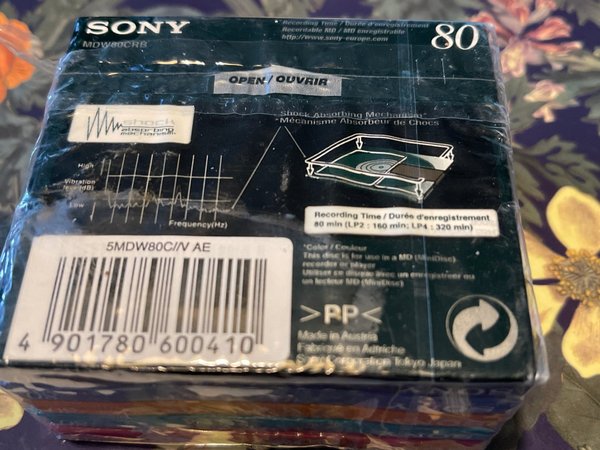 SONY
MDW80CRB
Recording Time / Durée d'enregistrement
Recordable MD / MD enregistrable
http://www.sony-europe.com
80
OPEN / OUVRIR
shock
absorbing
mechanism
Shock Absorbing Mechanism
Mécanisme Absorbeur de Chocs
High
Vibration
level (dB)
Low
Frequency(Hz)
Recording Time / Durée d'enregistrement
80 min (LP2 : 160 min; LP4 : 320 min)
5MDW80C//V AE
4 901780 600410
*Color / Couleur
This disc is for use in a MD (MiniDisc)
recorder or player
Utiliser ce disque avec un enregistreur ou
un lecteur MD (MiniDisc)
>PP<
Made in Austria
Fabriqué en Autriche
Sony Corporation Tokyo Japan